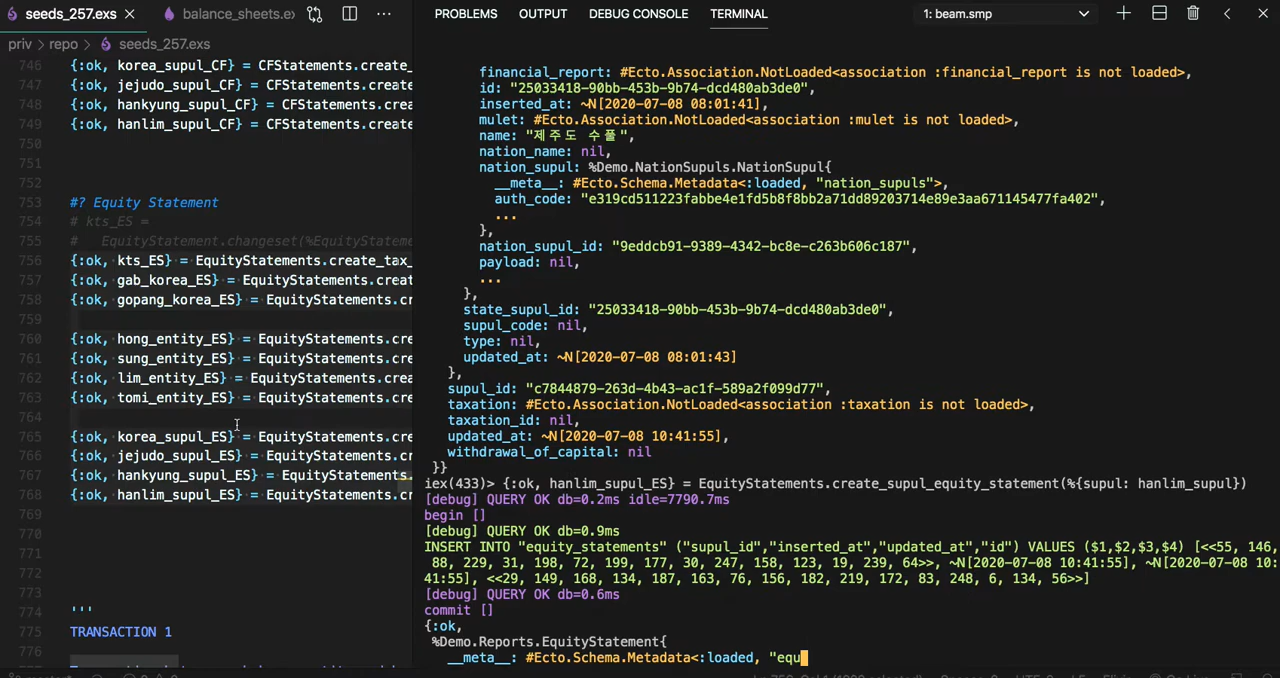 seeds_257.exs
balance_sheets.ex
PROBLEMS OUTPUT DEBUG CONSOLE TERMINAL
1: beam.smp
priv > repo > seeds_257.exs
746 {:ok, korea_supul_CF} = CFStatements.create_
747 {:ok, jejudo_supul_CF} = CFStatements.create
748 {:ok, hankyung_supul_CF} = CFStatements.crea
749 {:ok, hanlim_supul_CF} = CFStatements.create
750
751
752
753 #? Equity Statement
754 # kts_ES =
755 # EquityStatement.changeset(%EquityStateme
756 {:ok, kts_ES} = EquityStatements.create_tax_
757 {:ok, gab_korea_ES} = EquityStatements.creat
758 {:ok, gopang_korea_ES} = EquityStatements.cr
759
760 {:ok, hong_entity_ES} = EquityStatements.cre
761 {:ok, sung_entity_ES} = EquityStatements.cre
762 {:ok, lim_entity_ES} = EquityStatements.crea
763 {:ok, tomi_entity_ES} = EquityStatements.cre
764
765 {:ok, korea_supul_ES} = EquityStatements.cre
766 {:ok, jejudo_supul_ES} = EquityStatements.cr
767 {:ok, hankyung_supul_ES} = EquityStatements.
768 {:ok, hanlim_supul_ES} = EquityStatements.cr
769
770
771
772
773
774 '''
775 TRANSACTION 1
776
financial_report: #Ecto.Association.NotLoaded<association :financial_report is not loaded>,
id: "25033418-90bb-453b-9b74-dcd480ab3de0",
inserted_at: ~N[2020-07-08 08:01:41],
mulet: #Ecto.Association.NotLoaded<association :mulet is not loaded>,
name: "제주도 수풀",
nation_name: nil,
nation_supul: %Demo.NationSupuls.NationSupul{
__meta__: #Ecto.Schema.Metadata<:loaded, "nation_supuls">,
auth_code: "e319cd511223fabbe4e1fd5b8f8bb2a71dd89203714e89e3aa671145477fa402",
...
},
nation_supul_id: "9eddcb91-9389-4342-bc8e-c263b606c187",
payload: nil,
...
},
state_supul_id: "25033418-90bb-453b-9b74-dcd480ab3de0",
supul_code: nil,
type: nil,
updated_at: ~N[2020-07-08 08:01:43]
},
supul_id: "c7844879-263d-4b43-ac1f-589a2f099d77",
taxation: #Ecto.Association.NotLoaded<association :taxation is not loaded>,
taxation_id: nil,
updated_at: ~N[2020-07-08 10:41:55],
withdrawal_of_capital: nil
}}
iex(433)> {:ok, hanlim_supul_ES} = EquityStatements.create_supul_equity_statement(%{supul: hanlim_supul})
[debug] QUERY OK db=0.2ms idle=7790.7ms
begin []
[debug] QUERY OK db=0.9ms
INSERT INTO "equity_statements" ("supul_id","inserted_at","updated_at","id") VALUES ($1,$2,$3,$4) [<<55, 146,
88, 229, 31, 198, 72, 199, 177, 30, 247, 158, 123, 19, 239, 64>>, ~N[2020-07-08 10:41:55], ~N[2020-07-08 10:
41:55], <<29, 149, 168, 134, 187, 163, 76, 156, 182, 219, 172, 83, 248, 6, 134, 56>>]
[debug] QUERY OK db=0.6ms
commit []
{:ok,
%Demo.Reports.EquityStatement{
__meta__: #Ecto.Schema.Metadata<:loaded, "equ